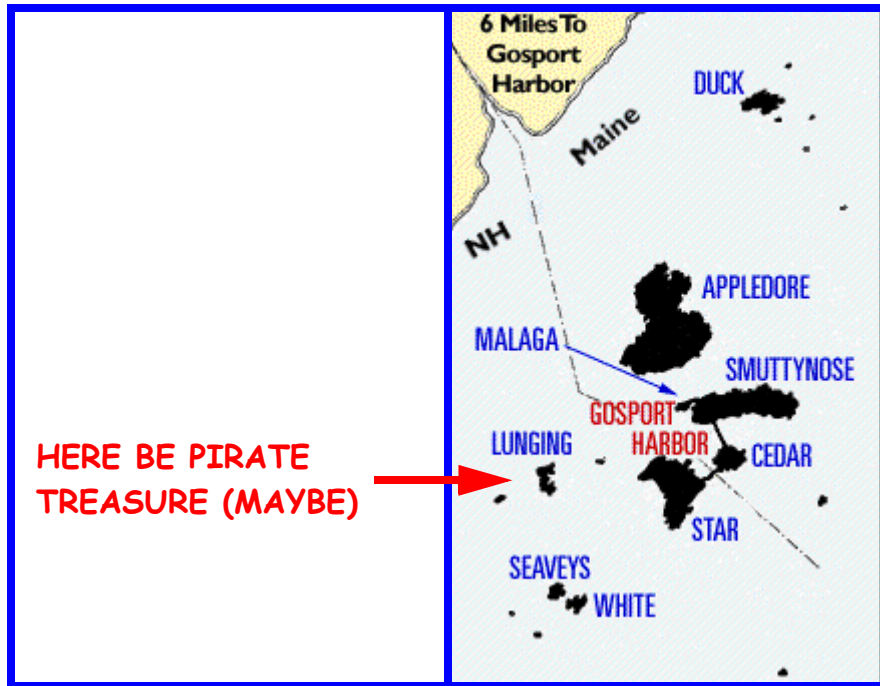 6 Miles To
Gosport
Harbor
DUCK
Maine
NH
APPLEDORE
MALAGA
SMUTTYNOSE
GOSPORT
HARBOR
LUNGING
CEDAR
HERE BE PIRATE
TREASURE (MAYBE)
STAR
SEAVEYS
WHITE